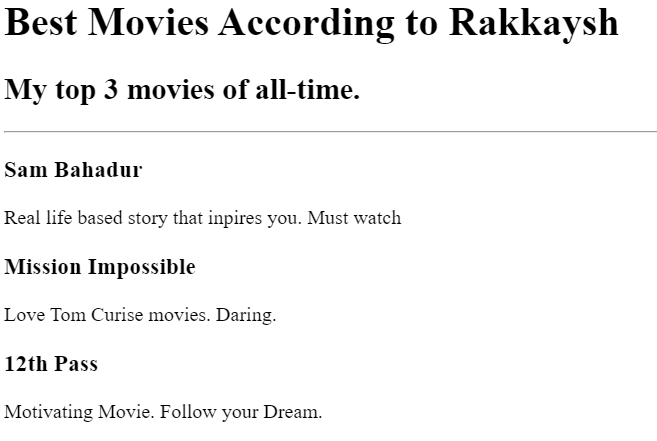 Best Movies According to Rakkaysh
My top 3 movies of all-time.
Sam Bahadur
Real life based story that inpires you. Must watch
Mission Impossible
Love Tom Curise movies. Daring.
12th Pass
Motivating Movie. Follow your Dream.